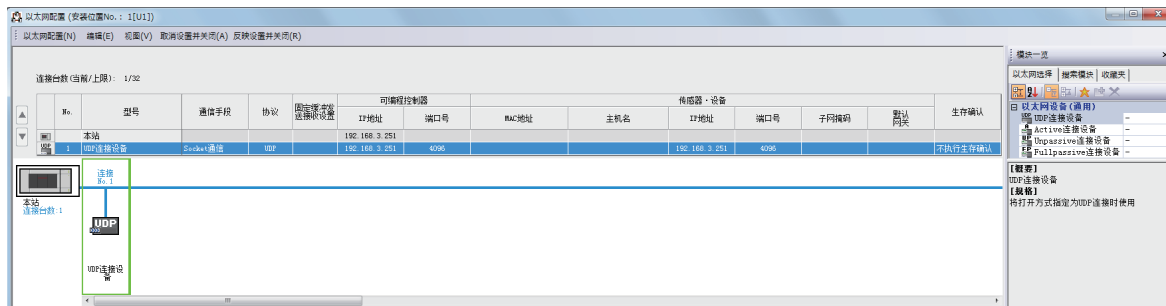 以太网配置 (安装位置No.: 1[U1])
以太网配置(N) 编辑(E) 视图(V) 取消设置并关闭(A) 反映设置并关闭(R)
连接台数(当前/上限): 1/32
可编程控制器 传感器·设备
No. 型号 通信手段 协议 固定缓冲发送接收设置 IP地址 端口号 MAC地址 主机名 IP地址 端口号 子网掩码 默认网关 生存确认
本站 192.168.3.251
1 UDP连接设备 Socket通信 UDP 192.168.3.251 4096 192.168.3.251 4096 不执行生存确认
连接
No.1
本站
连接台数:1
UDP
UDP连接设
备
模块一览
以太网选择 搜索模块 收藏夹
以太网设备(通用)
UDP连接设备 -
Active连接设备 -
Unpassive连接设备 -
Fullpassive连接设备 -
[概要]
UDP连接设备
[规格]
将打开方式指定为UDP连接时使用